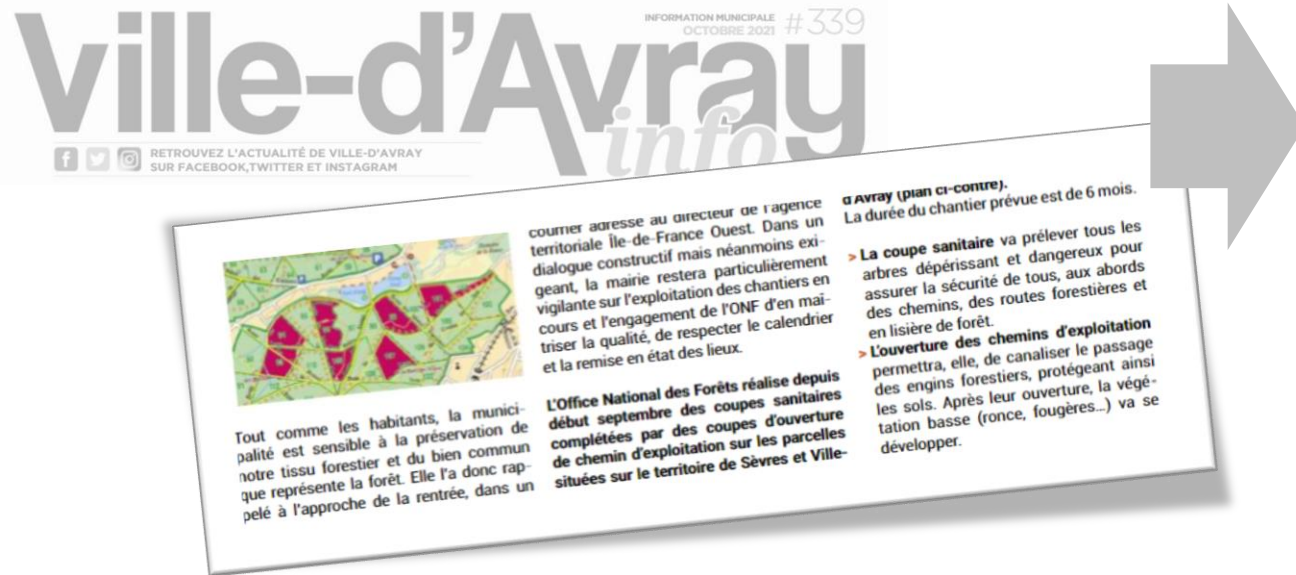 INFORMATION MUNICIPALE
OCTOBRE 2021
#339
Ville-d'Avray
info
RETROUVEZ L'ACTUALITÉ DE VILLE-D'AVRAY
SUR FACEBOOK,TWITTER ET INSTAGRAM
Tout comme les habitants, la munici-
palité est sensible à la préservation de
notre tissu forestier et du bien commun
que représente la forêt. Elle l'a donc rap-
pelé à l'approche de la rentrée, dans un
courrier adressé au directeur de l'agence
territoriale Île-de-France Ouest. Dans un
dialogue constructif mais néanmoins exi-
geant, la mairie restera particulièrement
vigilante sur l'exploitation des chantiers en
cours et l'engagement de l'ONF d'en mai-
triser la qualité, de respecter le calendrier
et la remise en état des lieux.
L'Office National des Forêts réalise depuis
début septembre des coupes sanitaires
complétées par des coupes d'ouverture
de chemin d'exploitation sur les parcelles
situées sur le territoire de Sèvres et Ville-
d'Avray (plan ci-contre).
La durée du chantier prévue est de 6 mois.
> La coupe sanitaire va prélever tous les
arbres dépérissant et dangereux pour
assurer la sécurité de tous, aux abords
des chemins, des routes forestières et
en lisière de forêt.
> L'ouverture des chemins d'exploitation
permettra, elle, de canaliser le passage
des engins forestiers, protégeant ainsi
les sols. Après leur ouverture, la végé-
tation basse (ronce, fougères...) va se
développer.